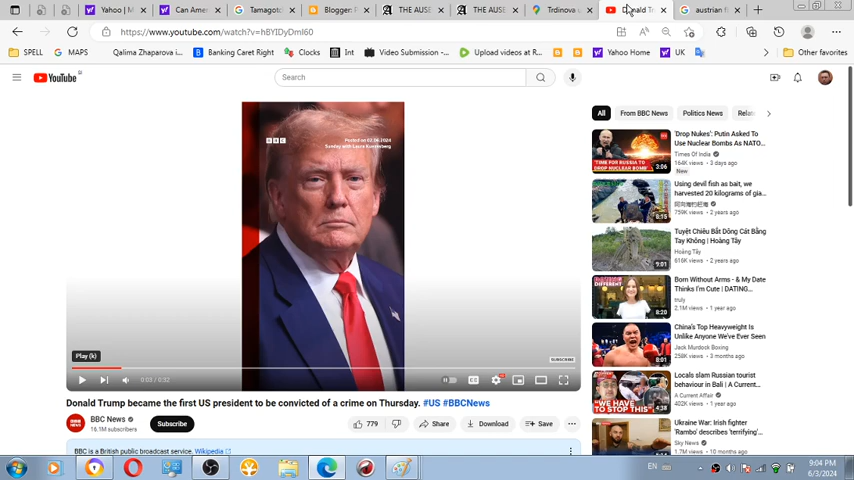 Yahoo | M
Can Amer
Tamagotc
Blogger: P
THE AUSE
THE AUSE
Trdinova u
Donald Tr
austrian f
https://www.youtube.com/watch?v=hBYIDyDmI60
SPELL
MAPS
Qalima Zhaparova i...
Banking Caret Right
Clocks
Int
Video Submission -...
Upload videos at R...
Yahoo Home
UK
Other favorites
YouTube
Search
BBC
Posted on 02.06.2024
Sunday with Laura Kuenssberg
Play (k)
SUBSCRIBE
0:03 / 0:32
Donald Trump became the first US president to be convicted of a crime on Thursday. #US #BBCNews
BBC News
16.1M subscribers
Subscribe
779
Share
Download
Save
BBC is a British public broadcast service. Wikipedia
All
From BBC News
Politics News
Relat
'Drop Nukes': Putin Asked To
Use Nuclear Bombs As NATO...
Times Of India
164K views • 3 days ago
New
'TIME FOR RUSSIA TO
DROP NUCLEAR BOMB'
3:06
Using devil fish as bait, we
harvested 20 kilograms of gia...
759K views • 2 years ago
8:15
Tuyệt Chiêu Bắt Dông Cát Bằng
Tay Không | Hoàng Tây
Hoàng Tây
616K views • 2 years ago
9:01
Born Without Arms - & My Date
Thinks I'm Cute | DATING...
truly
2.1M views • 1 year ago
8:20
China's Top Heavyweight Is
Unlike Anyone We've Ever Seen
Jack Murdock Boxing
258K views • 3 months ago
8:01
Locals slam Russian tourist
behaviour in Bali | A Current...
A Current Affair
402K views • 1 year ago
"WE HAVE
TO STOP THIS"
4:38
Ukraine War: Irish fighter
'Rambo' describes 'terrifying'...
Sky News
1.7M views • 10 months ago
EN
9:04 PM
6/3/2024